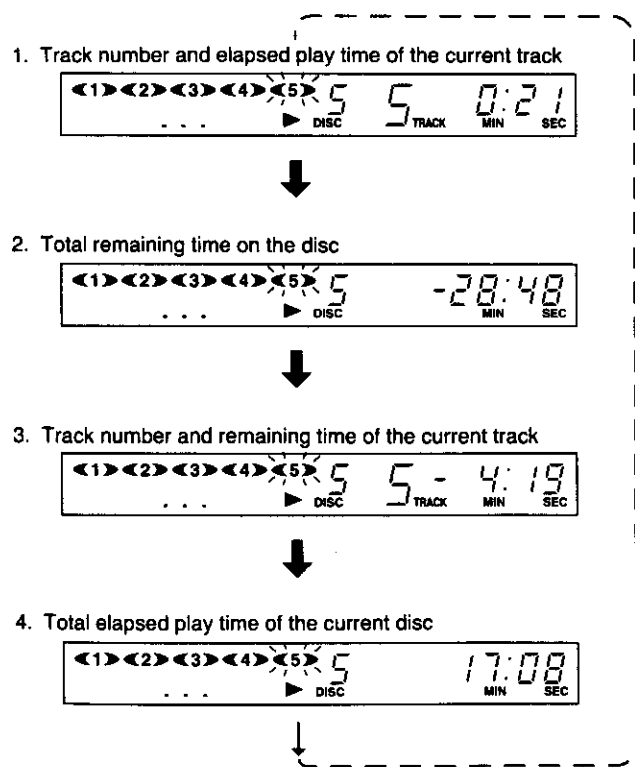 1. Track number and elapsed play time of the current track
1 2 3 4 5 5 5 0:21
. . . DISC TRACK MIN SEC
2. Total remaining time on the disc
1 2 3 4 5 5 -28:48
. . . DISC MIN SEC
3. Track number and remaining time of the current track
1 2 3 4 5 5 5 - 4:19
. . . DISC TRACK MIN SEC
4. Total elapsed play time of the current disc
1 2 3 4 5 5 17:08
. . . DISC MIN SEC